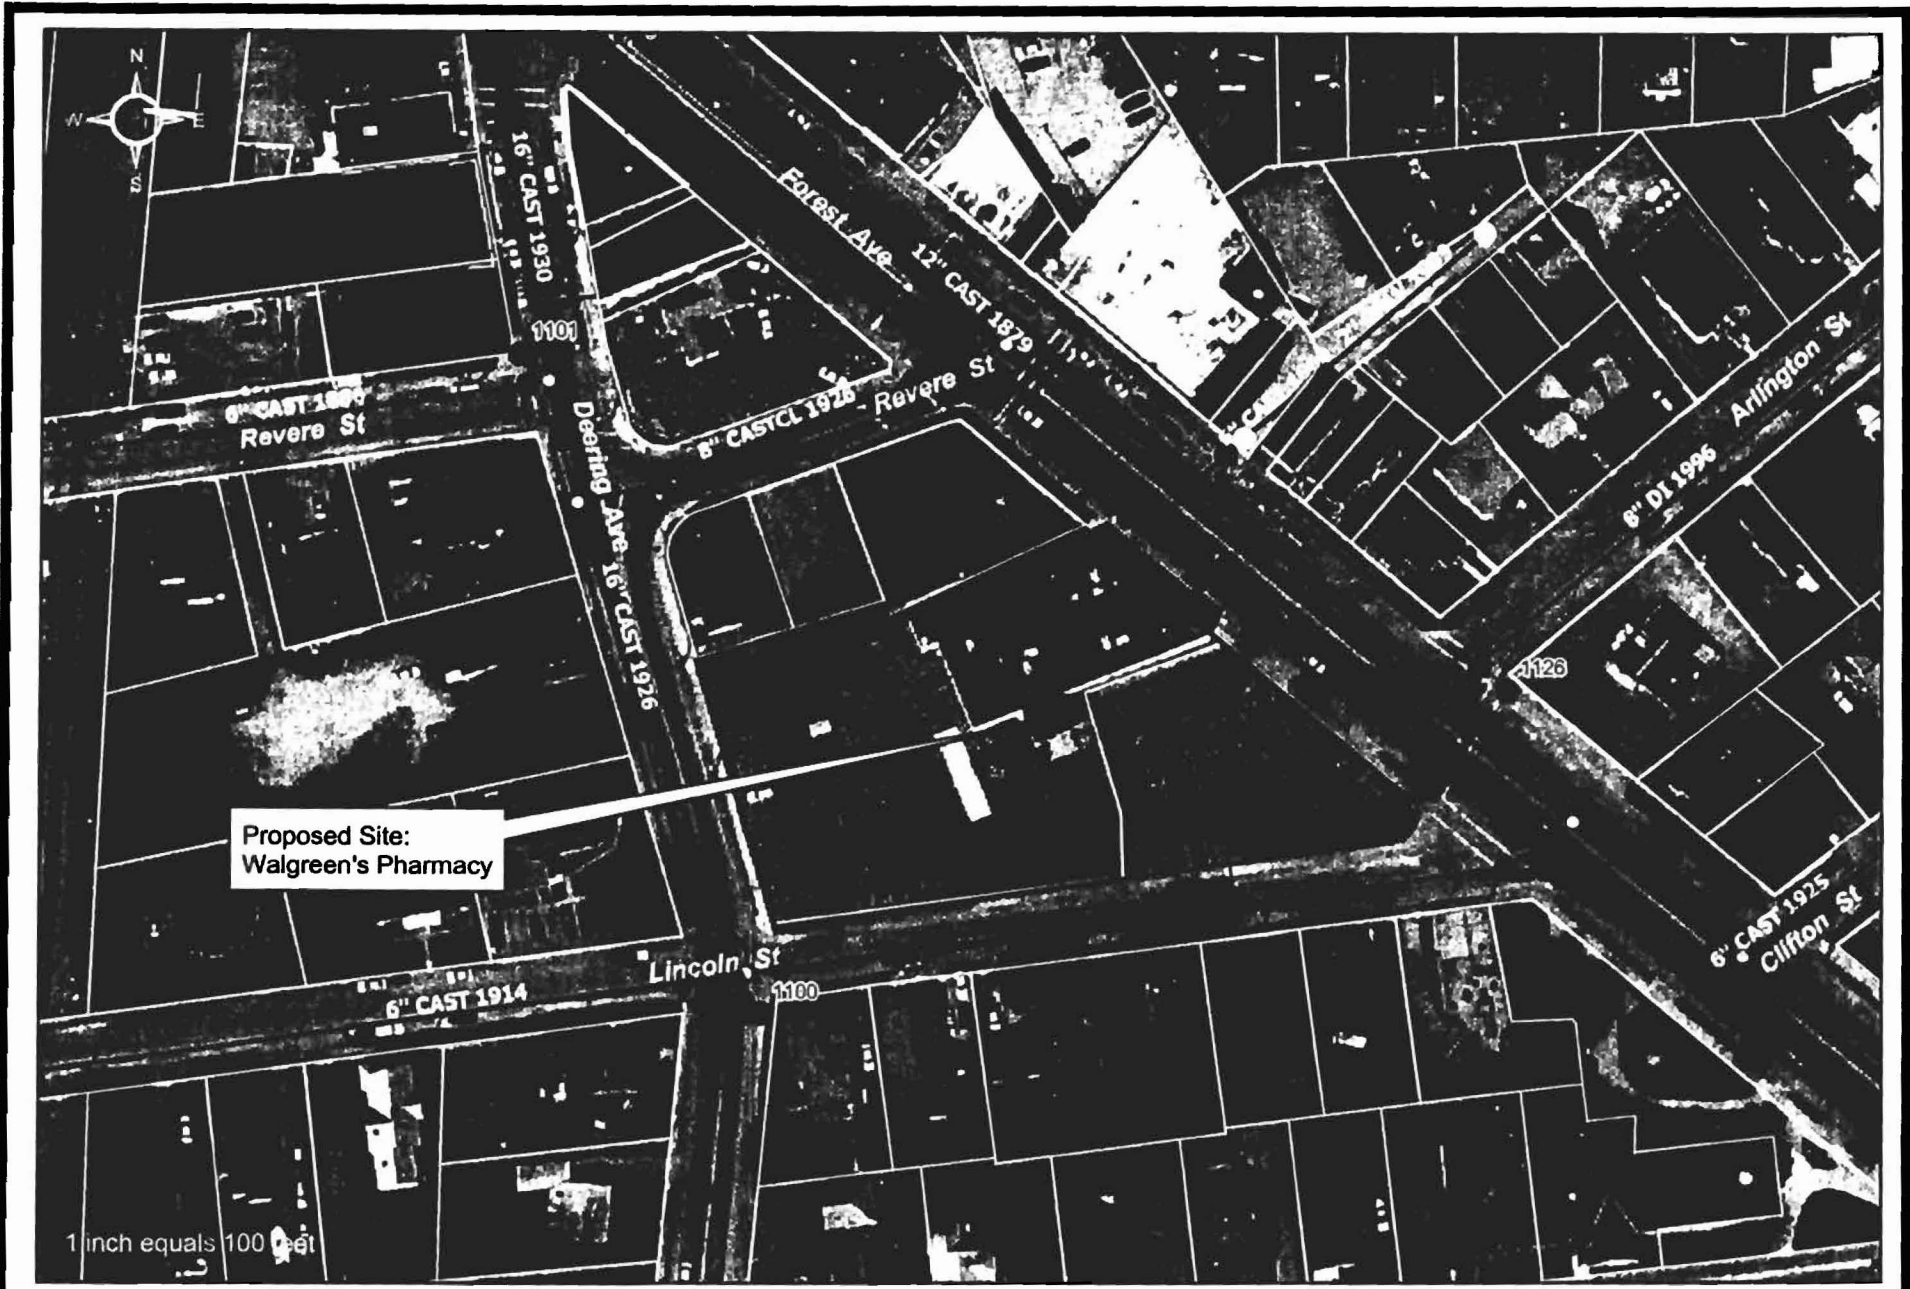 N
W E
S
16" CAST 1930
Forest Ave
12" CAST 1879
1101
Revere St
8" CASTCL 1926
Revere St
Deering Ave 16" CAST 1926
Arlington St
8" DI 1996
1126
Proposed Site:
Walgreen's Pharmacy
Lincoln St
1100
6" CAST 1914
6" CAST 1925
Clifton St
1 inch equals 100 feet